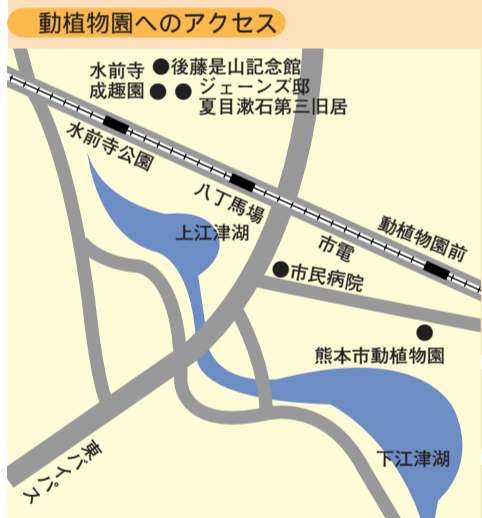 動植物園へのアクセス
水前寺
成趣園
後藤是山記念館
ジェーンズ邸
夏目漱石第三旧居
水前寺公園
八丁馬場
市電
動植物園前
上江津湖
市民病院
熊本市動植物園
下江津湖
東バイパス